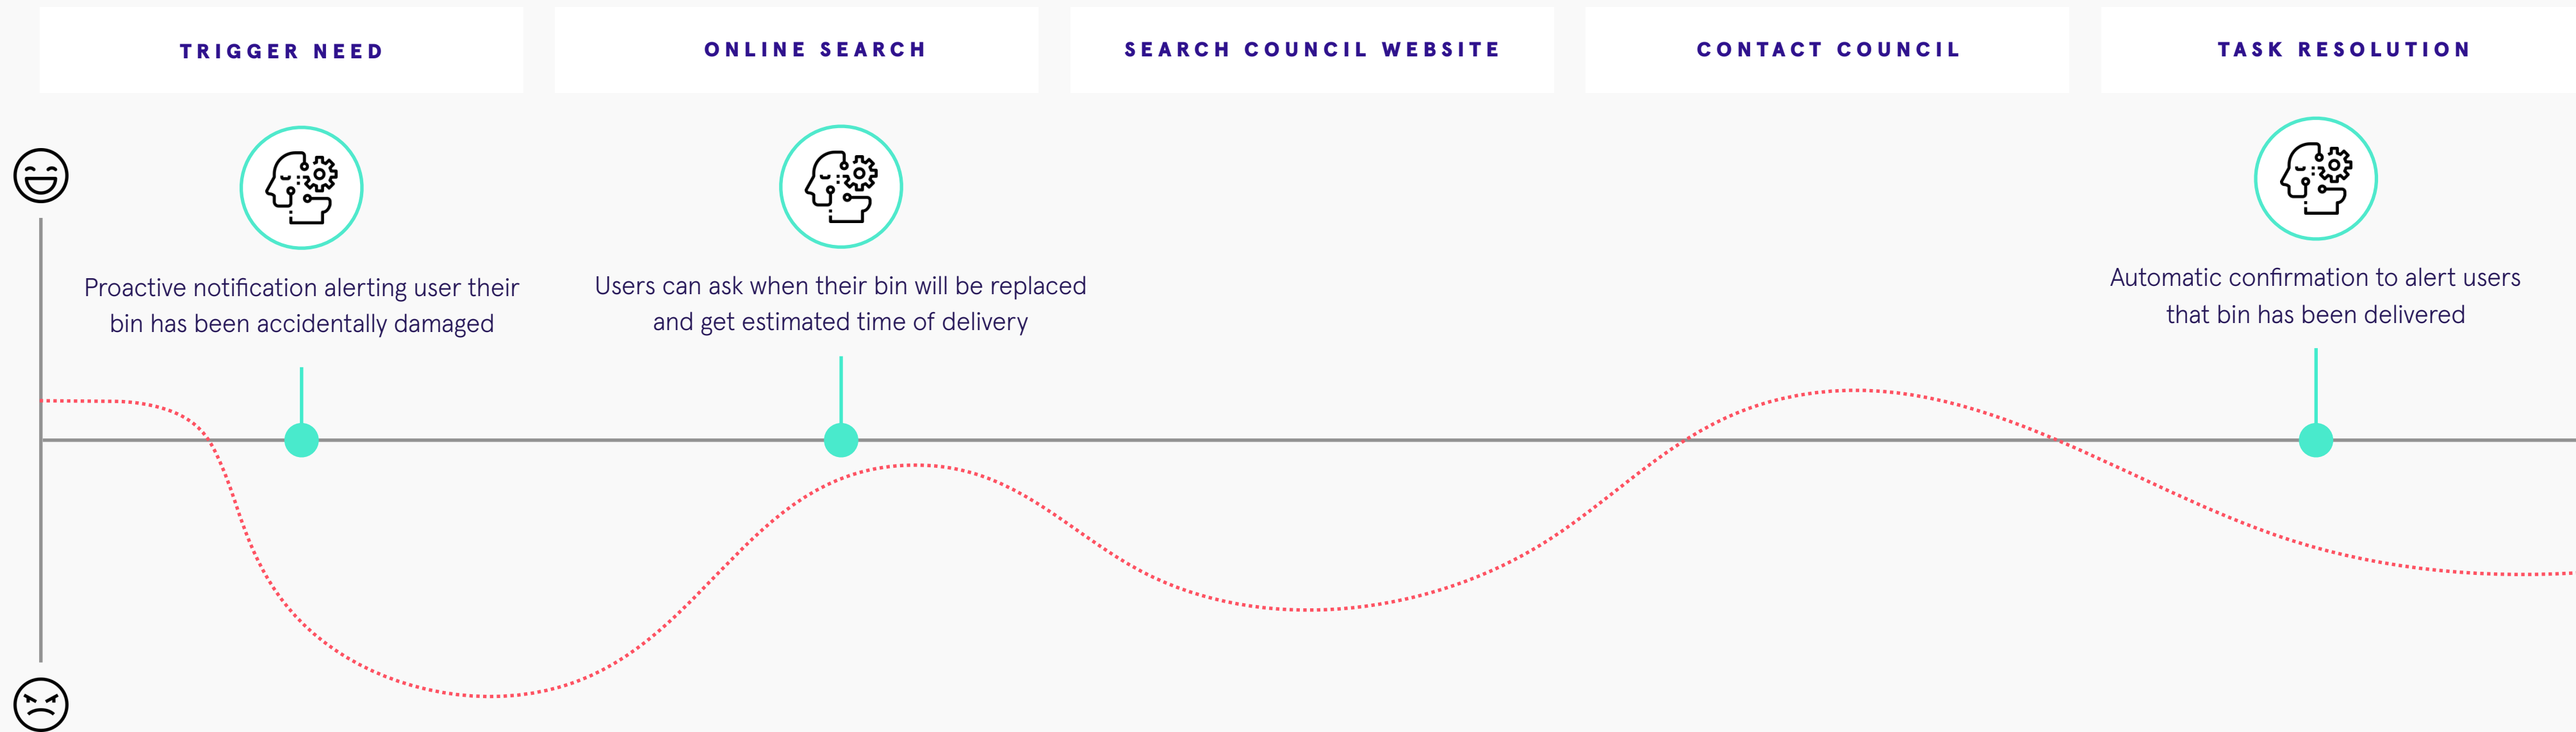 TRIGGER NEED
ONLINE SEARCH
SEARCH COUNCIL WEBSITE
CONTACT COUNCIL
TASK RESOLUTION
Proactive notification alerting user their
bin has been accidentally damaged
Users can ask when their bin will be replaced
and get estimated time of delivery
Automatic confirmation to alert users
that bin has been delivered